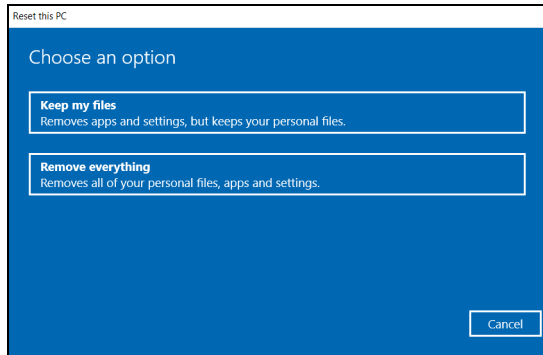 Reset this PC
Choose an option
Keep my files
Removes apps and settings, but keeps your personal files.
Remove everything
Removes all of your personal files, apps and settings.
Cancel